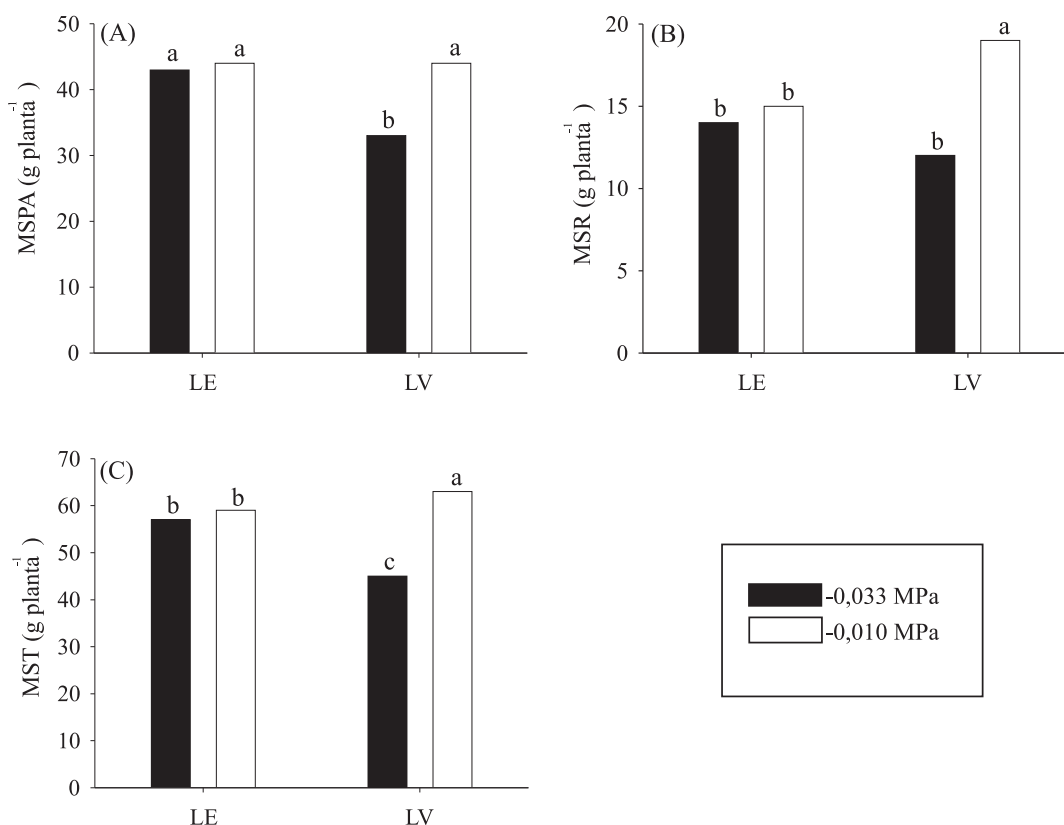 (A)
MSPA (g planta⁻¹)
50
40
30
20
10
0
a
a
b
a
LE
LV
(B)
MSR (g planta⁻¹)
20
15
10
5
0
b
b
b
a
LE
LV
(C)
MST (g planta⁻¹)
70
60
50
40
30
20
10
0
b
b
c
a
LE
LV
-0,033 MPa
-0,010 MPa